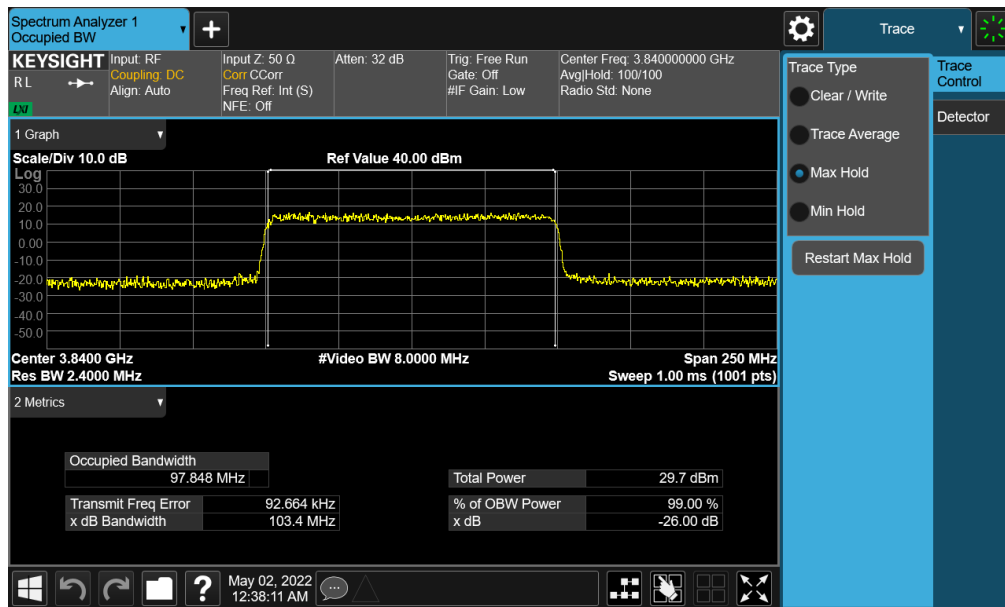 Spectrum Analyzer 1
Occupied BW
Trace
KEYSIGHT
R L
LXI
Input: RF
Coupling: DC
Align: Auto
Input Z: 50 Ω
Corr CCorr
Freq Ref: Int (S)
NFE: Off
Atten: 32 dB
Trig: Free Run
Gate: Off
#IF Gain: Low
Center Freq: 3.840000000 GHz
Avg|Hold: 100/100
Radio Std: None
Trace Type
Clear / Write
Trace Average
Max Hold
Min Hold
Restart Max Hold
Trace
Control
Detector
1 Graph
Scale/Div 10.0 dB
Ref Value 40.00 dBm
Log
30.0
20.0
10.0
0.00
-10.0
-20.0
-30.0
-40.0
-50.0
Center 3.8400 GHz
#Video BW 8.0000 MHz
Span 250 MHz
Res BW 2.4000 MHz
Sweep 1.00 ms (1001 pts)
2 Metrics
Occupied Bandwidth
97.848 MHz
Total Power 29.7 dBm
Transmit Freq Error 92.664 kHz
% of OBW Power 99.00 %
x dB Bandwidth 103.4 MHz
x dB -26.00 dB
?
May 02, 2022
12:38:11 AM